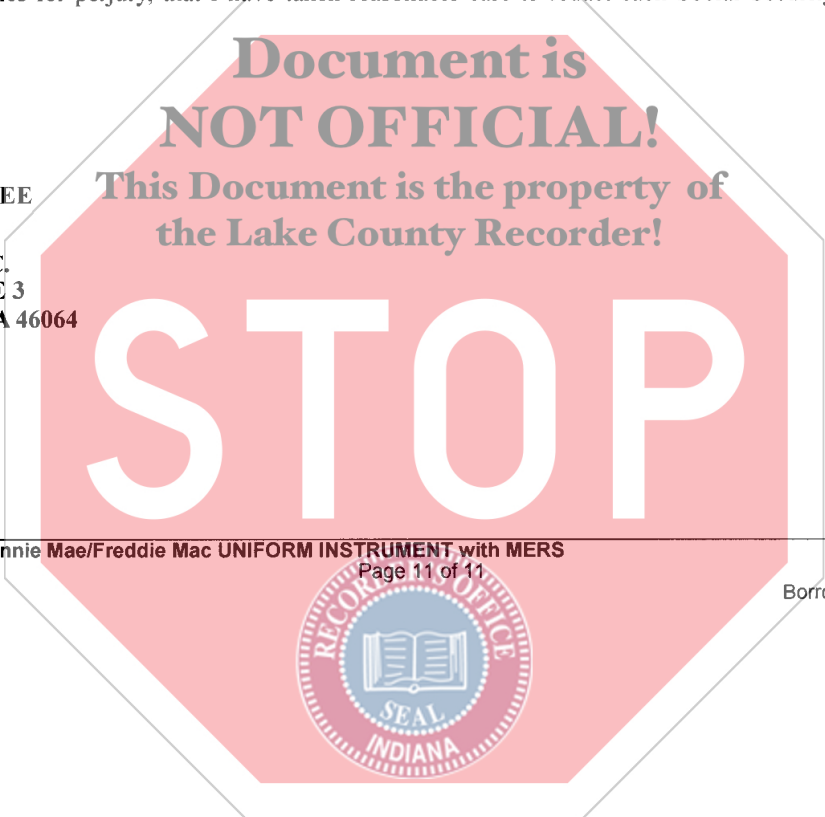 Document is
NOT OFFICIAL!
This Document is the property of
the Lake County Recorder!
EE
C.
E 3
A 46064
STOP
nnie Mae/Freddie Mac UNIFORM INSTRUMENT with MERS
Page 11 of 11
Borro
RECORDER'S OFFICE
SEAL
INDIANA